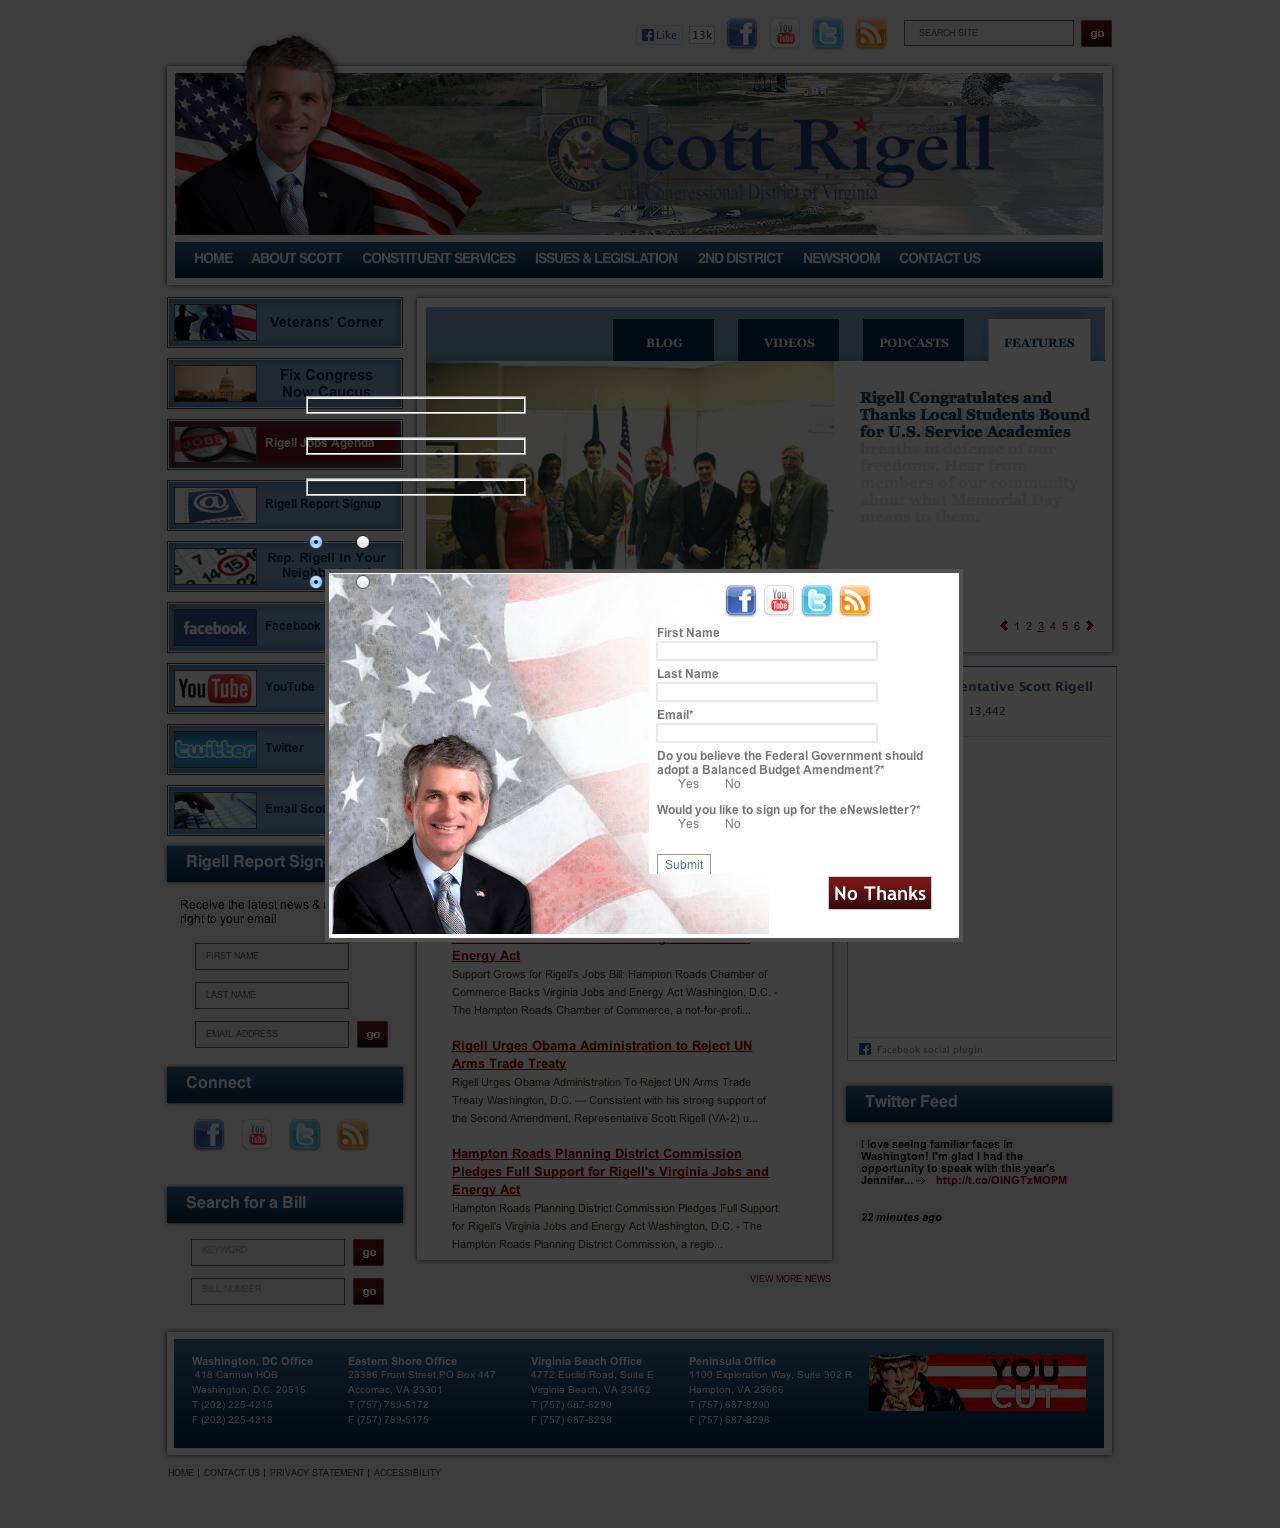 Like 13k
You Tube
SEARCH SITE
go
Scott Rigell
2nd Congressional District of Virginia
HOME ABOUT SCOTT CONSTITUENT SERVICES ISSUES & LEGISLATION 2ND DISTRICT NEWSROOM CONTACT US
Veterans' Corner
Fix Congress
Now Caucus
JOBS
Rigell Jobs Agenda
Rigell Report Signup
Rep. Rigell In Your
facebook
Facebook
YouTube
YouTube
twitter
Twitter
BLOG VIDEOS PODCASTS FEATURES
Rigell Congratulates and
Thanks Local Students Bound
for U.S. Service Academies
breaths in defense of our
freedoms. Hear from
members of our community
about what Memorial Day
means to them.
1 2 3 4 5 6
entative Scott Rigell
13,442
You Tube
First Name
Last Name
Email*
Do you believe the Federal Government should
adopt a Balanced Budget Amendment?*
Yes No
Would you like to sign up for the eNewsletter?*
Yes No
Submit
No Thanks
Receive the latest news &
right to your email
FIRST NAME
LAST NAME
EMAIL ADDRESS
go
Connect
You Tube
Search for a Bill
KEYWORD
go
BILL NUMBER
go
Energy Act
Support Grows for Rigell's Jobs Bill: Hampton Roads Chamber of
Commerce Backs Virginia Jobs and Energy Act Washington, D.C. -
The Hampton Roads Chamber of Commerce, a not-for-profi...
Rigell Urges Obama Administration to Reject UN
Arms Trade Treaty
Rigell Urges Obama Administration To Reject UN Arms Trade
Treaty Washington, D.C. — Consistent with his strong support of
the Second Amendment, Representative Scott Rigell (VA-2) u...
Hampton Roads Planning District Commission
Pledges Full Support for Rigell's Virginia Jobs and
Energy Act
Hampton Roads Planning District Commission Pledges Full Support
for Rigell's Virginia Jobs and Energy Act Washington, D.C. - The
Hampton Roads Planning District Commission, a regio...
VIEW MORE NEWS
Facebook social plugin
Twitter Feed
I love seeing familiar faces in
Washington! I'm glad I had the
opportunity to speak with this year's
Jennifer... http://t.co/OlNGTzMOPM
22 minutes ago
Washington, DC Office
418 Cannon HOB
Washington, D.C. 20515
T (202) 225-4215
F (202) 225-4218
Eastern Shore Office
23386 Front Street,PO Box 447
Accomac, VA 23301
T (757) 789-5172
F (757) 789-5175
Virginia Beach Office
4772 Euclid Road, Suite E
Virginia Beach, VA 23462
T (757) 687-8290
F (757) 687-8298
Peninsula Office
1100 Exploration Way, Suite 302 R
Hampton, VA 23666
T (757) 687-8290
F (757) 687-8298
YOU
CUT
HOME | CONTACT US | PRIVACY STATEMENT | ACCESSIBILITY